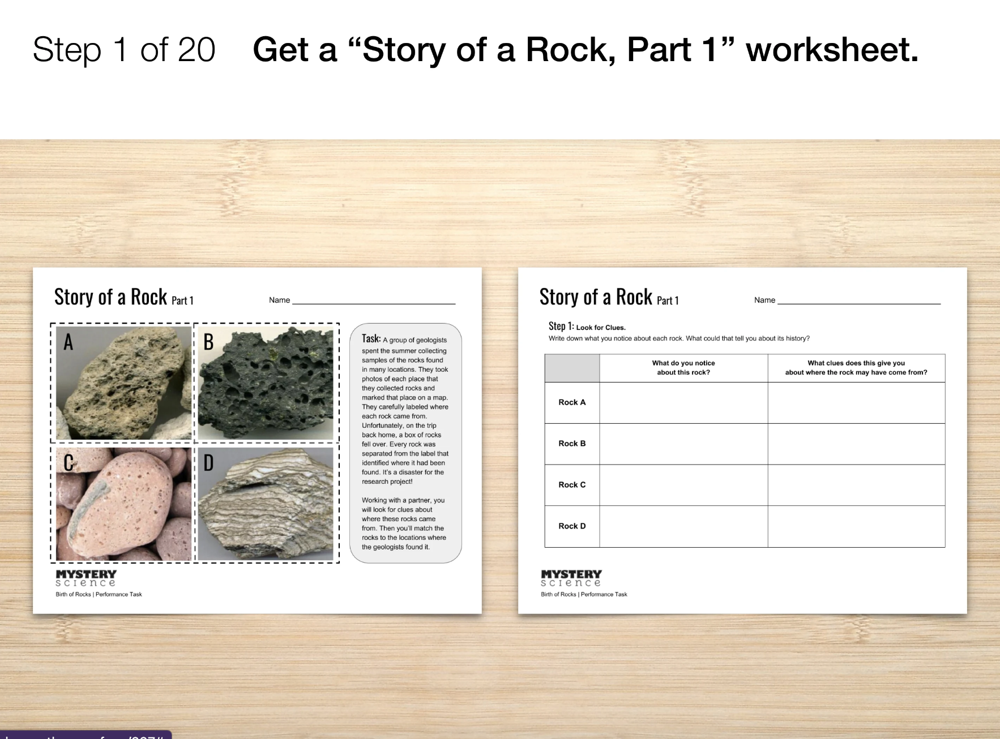 Step 1 of 20 Get a “Story of a Rock, Part 1” worksheet.
Story of a Rock Part 1
Name
A
B
C
D
Task: A group of geologists
spent the summer collecting
samples of the rocks found
in many locations. They took
photos of each place that
they collected rocks and
marked that place on a map.
They carefully labeled where
each rock came from.
Unfortunately, on the trip
back home, a box of rocks
fell over. Every rock was
separated from the label that
identified where it had been
found. It's a disaster for the
research project!
Working with a partner, you
will look for clues about
where these rocks came
from. Then you'll match the
rocks to the locations where
the geologists found it.
MYSTERY
science
Birth of Rocks | Performance Task
Story of a Rock Part 1
Name
Step 1: Look for Clues.
Write down what you notice about each rock. What could that tell you about its history?
What do you notice
about this rock?
What clues does this give you
about where the rock may have come from?
Rock A
Rock B
Rock C
Rock D
MYSTERY
science
Birth of Rocks | Performance Task